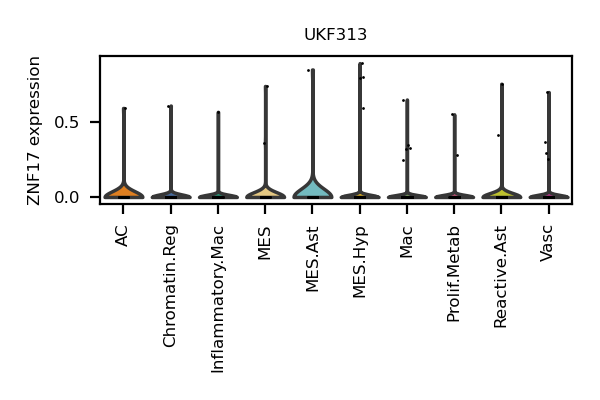 UKF313
ZNF17 expression
0.5
0.0
AC
Chromatin.Reg
Inflammatory.Mac
MES
MES.Ast
MES.Hyp
Mac
Prolif.Metab
Reactive.Ast
Vasc